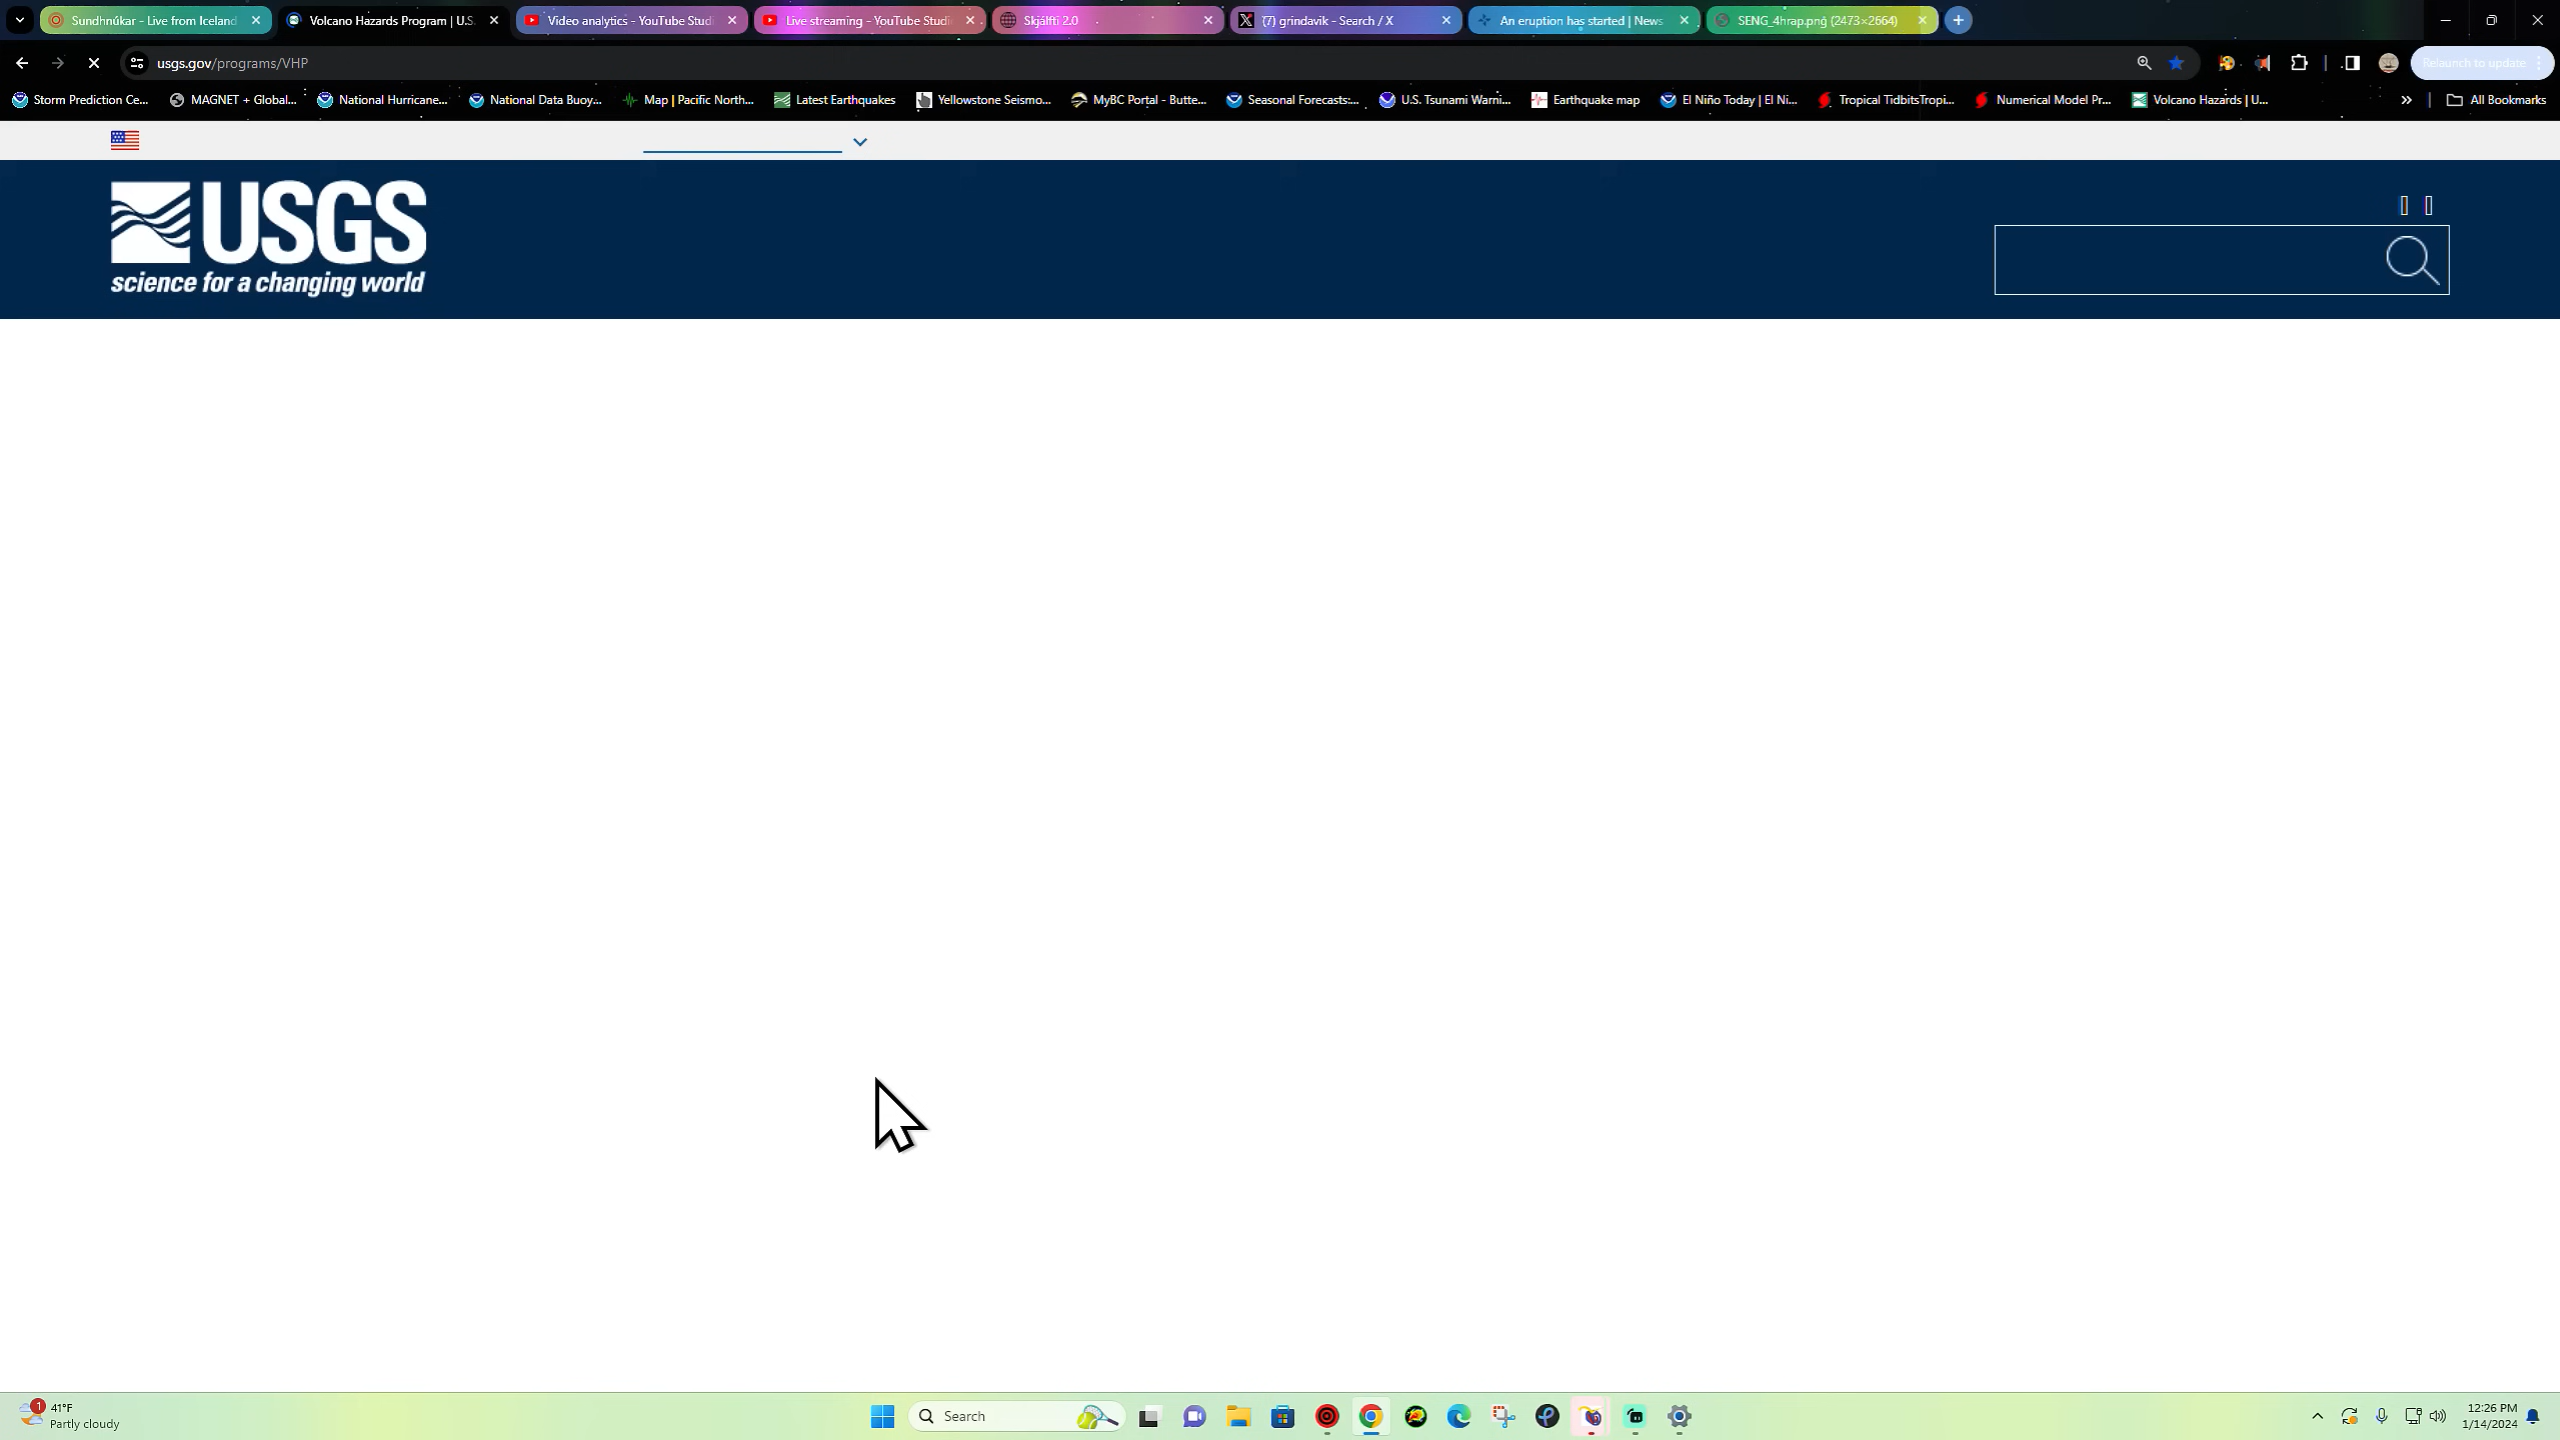 Sundhnúkar - Live from Iceland
Volcano Hazards Program | U.S.
Video analytics - YouTube Studi
Live streaming - YouTube Studi
Skjálfti 2.0
(7) grindavik - Search / X
An eruption has started | News
SENG_4hrap.png (2473×2664)
usgs.gov/programs/VHP
Relaunch to update
Storm Prediction Ce...
MAGNET + Global...
National Hurricane...
National Data Buoy...
Map | Pacific North...
Latest Earthquakes
Yellowstone Seismo...
MyBC Portal - Butte...
Seasonal Forecasts:...
U.S. Tsunami Warni...
Earthquake map
El Niño Today | El Ni...
Tropical TidbitsTropi...
Numerical Model Pr...
Volcano Hazards | U...
All Bookmarks
USGS
science for a changing world
1
41°F
Partly cloudy
Search
12:26 PM
1/14/2024